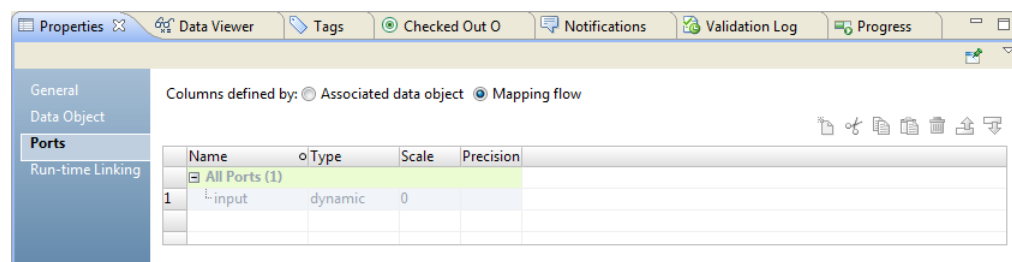 Properties Data Viewer Tags Checked Out O Notifications Validation Log Progress
General
Columns defined by: Associated data object Mapping flow
Data Object
Ports
Name Type Scale Precision
Run-time Linking
All Ports (1)
1 input dynamic 0